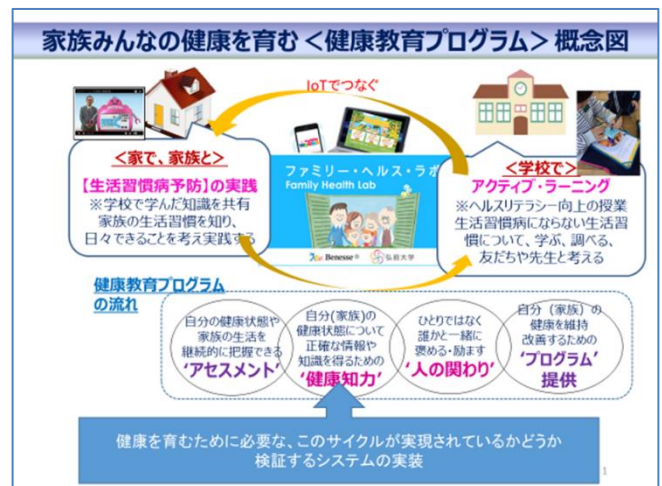 家族みんなの健康を育む＜健康教育プログラム＞概念図
IoTでつなぐ
＜家で、家族と＞
【生活習慣病予防】の実践
※学校で学んだ知識を共有
家族の生活習慣を知り、
日々できることを考え実践する
ファミリー・ヘルス・ラボ
Family Health Lab
Benesse®
弘前大学
＜学校で＞
アクティブ・ラーニング
※ヘルスリテラシー向上の授業
生活習慣病にならない生活習
慣について、学ぶ、調べる、
友だちや先生と考える
健康教育プログラム
の流れ
自分の健康状態や
家族の生活を
継続的に把握できる
‘アセスメント’
自分(家族)の
健康状態について
正確な情報や
知識を得るための
‘健康知力’
ひとりではなく
誰かと一緒に
褒める・励ます
‘人の関わり’
自分（家族）の
健康を維持
改善するための
‘プログラム’
提供
健康を育むために必要な、このサイクルが実現されているかどうか
検証するシステムの実装
1